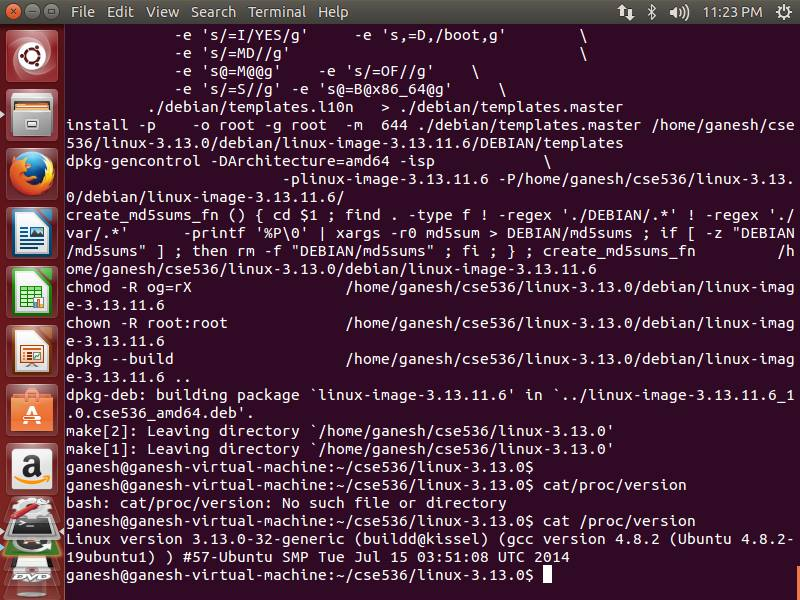 File Edit View Search Terminal Help 11:23 PM
-e 's/=I/YES/g' -e 's,=D,/boot,g' \
-e 's/=MD//g' \
-e 's@=M@@g' -e 's/=OF//g' \
-e 's/=S//g' -e 's@=B@x86_64@g' \
./debian/templates.l10n > ./debian/templates.master
install -p -o root -g root -m 644 ./debian/templates.master /home/ganesh/cse
536/linux-3.13.0/debian/linux-image-3.13.11.6/DEBIAN/templates
dpkg-gencontrol -DArchitecture=amd64 -isp \
-plinux-image-3.13.11.6 -P/home/ganesh/cse536/linux-3.13.
0/debian/linux-image-3.13.11.6/
create_md5sums_fn () { cd $1 ; find . -type f ! -regex './DEBIAN/.*' ! -regex './
var/.*' -printf '%P\0' | xargs -r0 md5sum > DEBIAN/md5sums ; if [ -z "DEBIAN
/md5sums" ] ; then rm -f "DEBIAN/md5sums" ; fi ; } ; create_md5sums_fn /h
ome/ganesh/cse536/linux-3.13.0/debian/linux-image-3.13.11.6
chmod -R og=rX /home/ganesh/cse536/linux-3.13.0/debian/linux-imag
e-3.13.11.6
chown -R root:root /home/ganesh/cse536/linux-3.13.0/debian/linux-imag
e-3.13.11.6
dpkg --build /home/ganesh/cse536/linux-3.13.0/debian/linux-imag
e-3.13.11.6 ..
dpkg-deb: building package `linux-image-3.13.11.6' in `../linux-image-3.13.11.6_1
.0.cse536_amd64.deb'.
make[2]: Leaving directory `/home/ganesh/cse536/linux-3.13.0'
make[1]: Leaving directory `/home/ganesh/cse536/linux-3.13.0'
ganesh@ganesh-virtual-machine:~/cse536/linux-3.13.0$
ganesh@ganesh-virtual-machine:~/cse536/linux-3.13.0$ cat/proc/version
bash: cat/proc/version: No such file or directory
ganesh@ganesh-virtual-machine:~/cse536/linux-3.13.0$ cat /proc/version
Linux version 3.13.0-32-generic (buildd@kissel) (gcc version 4.8.2 (Ubuntu 4.8.2-
19ubuntu1) ) #57-Ubuntu SMP Tue Jul 15 03:51:08 UTC 2014
ganesh@ganesh-virtual-machine:~/cse536/linux-3.13.0$
A
a
>_
DVD